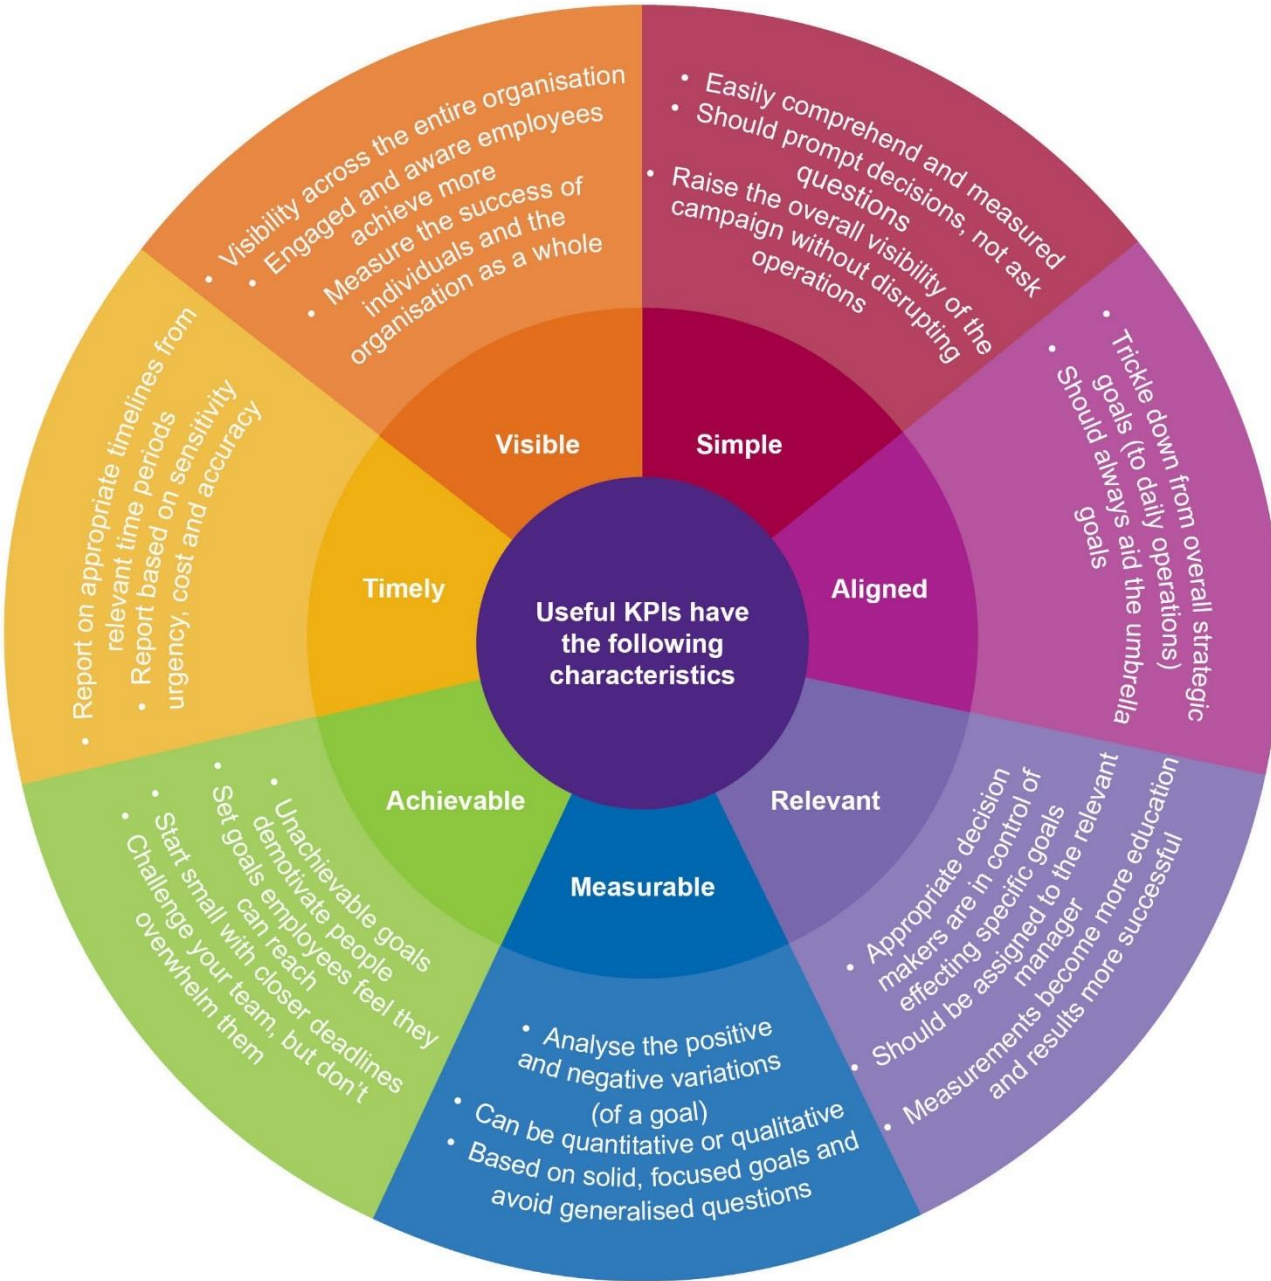 Useful KPIs have
the following
characteristics
Simple
• Easily comprehend and measured
• Should prompt decisions, not ask
questions
• Raise the overall visibility of the
campaign without disrupting
operations
Aligned
• Trickle down from overall strategic
goals (to daily operations)
• Should always aid the umbrella
goals
Relevant
• Appropriate decision
makers are in control of
effecting specific goals
• Should be assigned to the relevant
manager
• Measurements become more education
and results more successful
Measurable
• Analyse the positive
and negative variations
(of a goal)
• Can be quantitative or qualitative
• Based on solid, focused goals and
avoid generalised questions
Achievable
• Unachievable goals
demotivate people
• Set goals employees feel they
can reach
• Start small with closer deadlines
• Challenge your team, but don't
overwhelm them
Timely
• Report on appropriate timelines from
relevant time periods
• Report based on sensitivity
urgency, cost and accuracy
Visible
• Visibility across the entire organisation
• Engaged and aware employees
achieve more
• Measure the success of
individuals and the
organisation as a whole